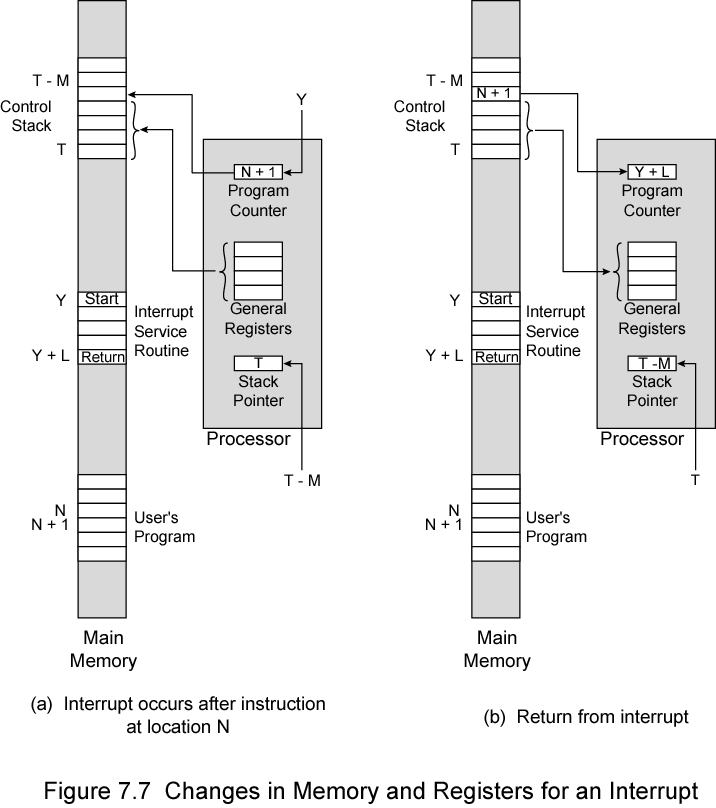 T - M
Control
Stack
T
Y
N + 1
Program
Counter
Y
Start
Interrupt
Service
Routine
Y + L
Return
General
Registers
T
Stack
Pointer
Processor
T - M
N
N + 1
User's
Program
Main
Memory
(a) Interrupt occurs after instruction
at location N
T - M
N + 1
Control
Stack
T
Y + L
Program
Counter
Y
Start
Interrupt
Service
Routine
Y + L
Return
General
Registers
T -M
Stack
Pointer
Processor
T
N
N + 1
User's
Program
Main
Memory
(b) Return from interrupt
Figure 7.7 Changes in Memory and Registers for an Interrupt